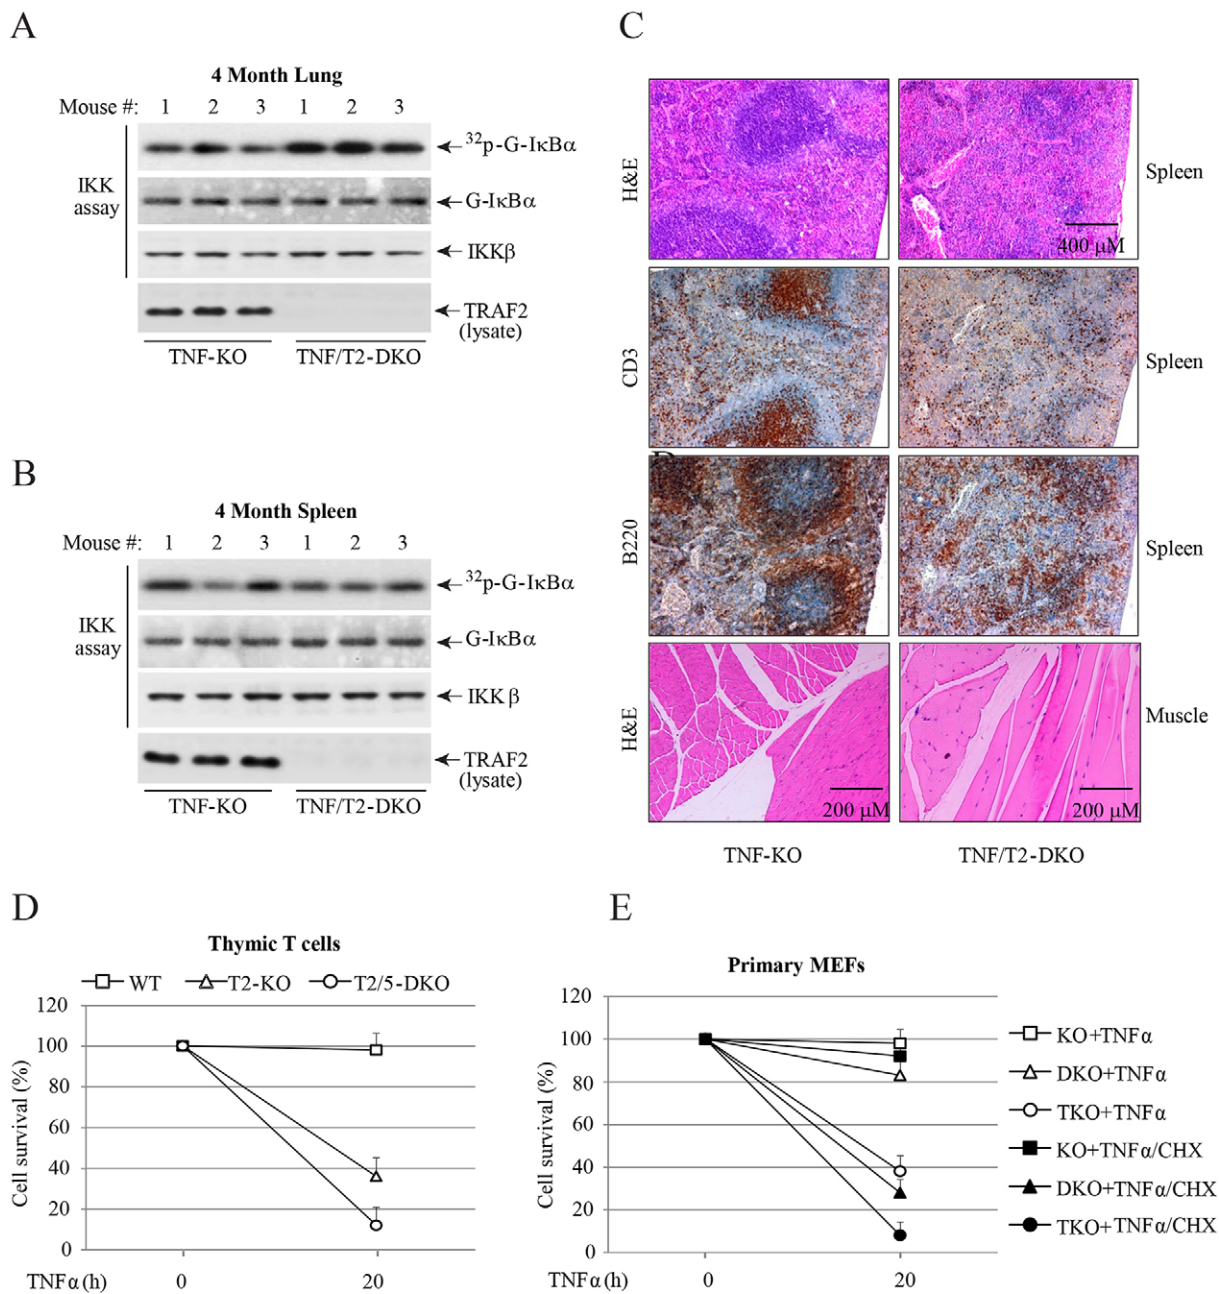 A
4 Month Lung
Mouse #: 1 2 3 1 2 3
IKK
assay
32p-G-IκBα
G-IκBα
IKKβ
TRAF2
(lysate)
TNF-KO TNF/T2-DKO
B
4 Month Spleen
Mouse #: 1 2 3 1 2 3
IKK
assay
32p-G-IκBα
G-IκBα
IKK β
TRAF2
(lysate)
TNF-KO TNF/T2-DKO
C
H&E
Spleen
400 µM
CD3
Spleen
B220
Spleen
H&E
Muscle
200 µM
200 µM
TNF-KO TNF/T2-DKO
D
Thymic T cells
WT T2-KO T2/5-DKO
Cell survival (%)
120
100
80
60
40
20
0
TNFα (h) 0 20
E
Primary MEFs
Cell survival (%)
120
100
80
60
40
20
0
TNFα (h) 0 20
KO+TNFα
DKO+TNFα
TKO+TNFα
KO+TNFα/CHX
DKO+TNFα/CHX
TKO+TNFα/CHX